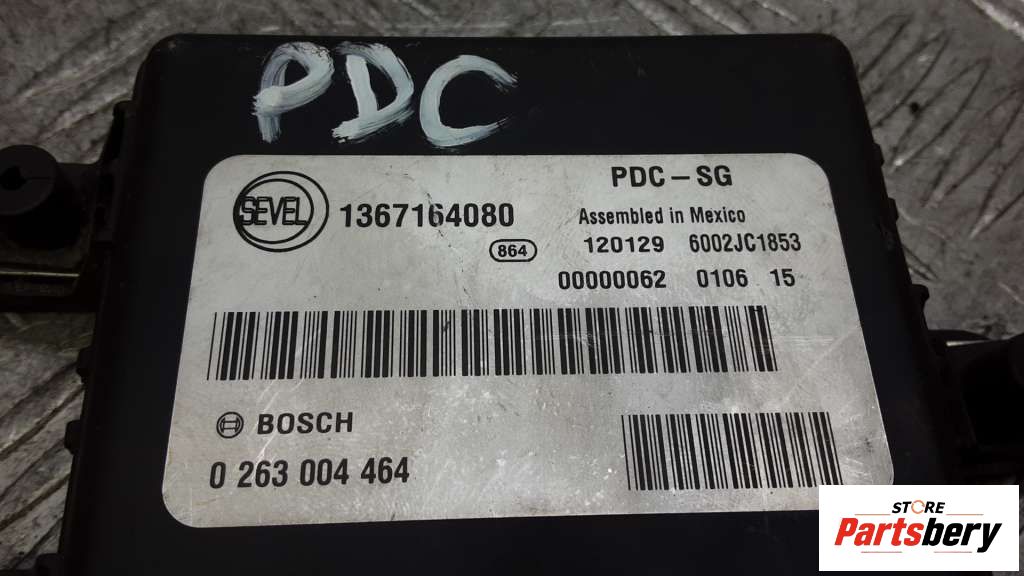 PDC
PDC-SG
SEVEL 1367164080
Assembled in Mexico
864
120129 6002JC1853
00000062 0106 15
BOSCH
0 263 004 464
STORE
Partsbery